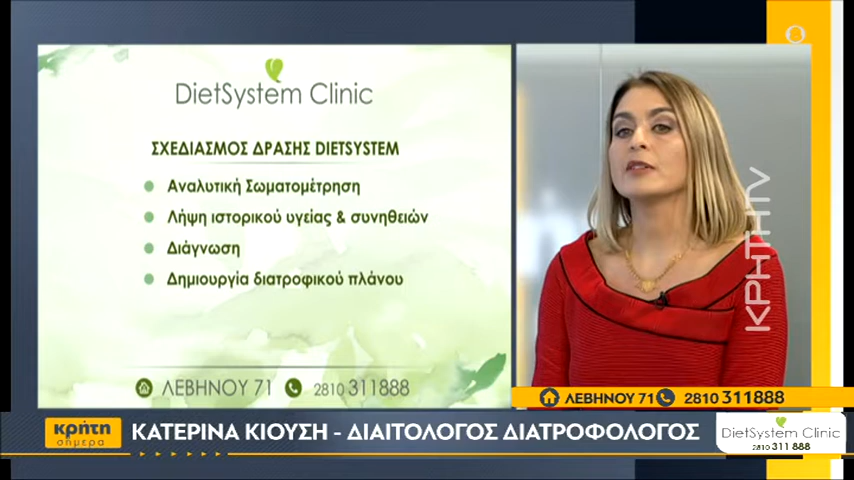 DietSystem Clinic
ΣΧΕΔΙΑΣΜΟΣ ΔΡΑΣΗΣ DIETSYSTEM
Αναλυτική Σωματομέτρηση
Λήψη ιστορικού υγείας & συνηθειών
Διάγνωση
Δημιουργία διατροφικού πλάνου
ΛΕΒΗΝΟΥ 71 2810 311888
ΚΡΗΤΗTV
ΛΕΒΗΝΟΥ 71 2810 311888
κρήτη
σήμερα
ΚΑΤΕΡΙΝΑ ΚΙΟΥΣΗ - ΔΙΑΙΤΟΛΟΓΟΣ ΔΙΑΤΡΟΦΟΛΟΓΟΣ
DietSystem Clinic
2810 311 888